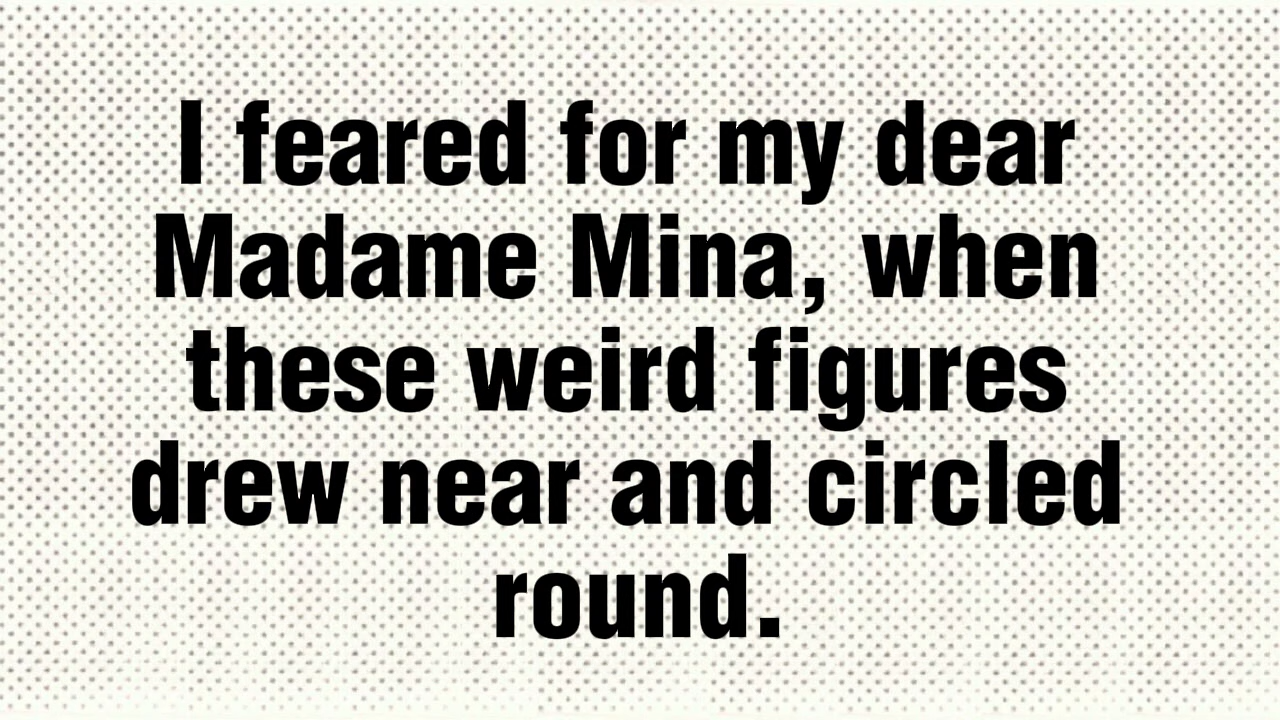 I feared for my dear
Madame Mina, when
these weird figures
drew near and circled
round.